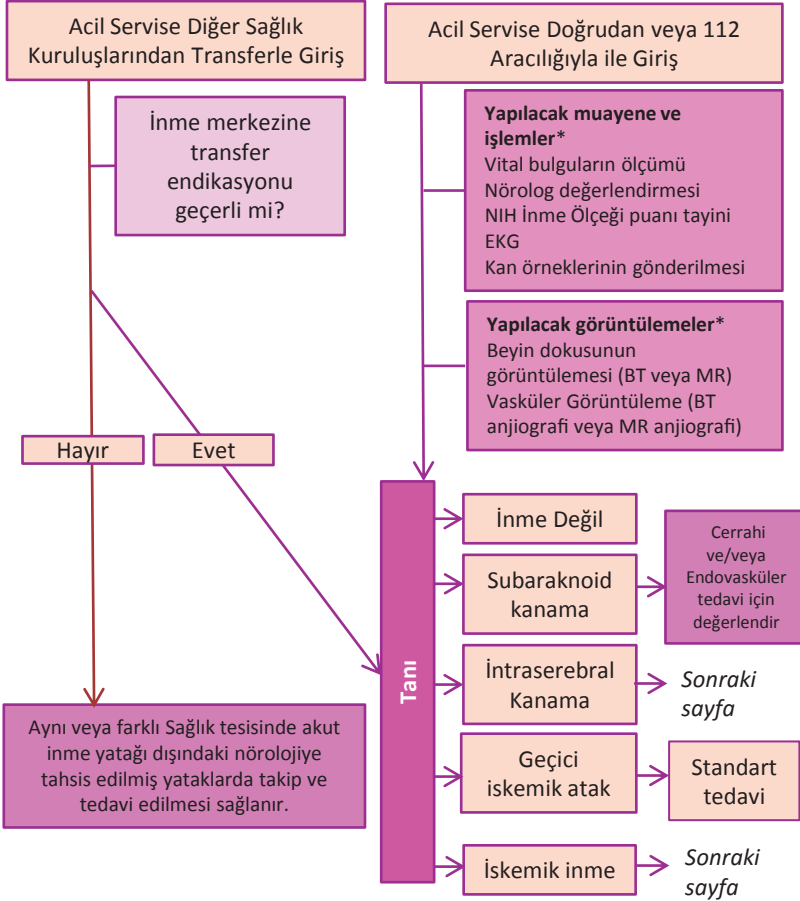 Acil Servise Diğer Sağlık
Kuruluşlarından Transferle Giriş
Acil Servise Doğrudan veya 112
Aracılığıyla ile Giriş
İnme merkezine
transfer
endikasyonu
geçerli mi?
Yapılacak muayene ve
işlemler*
Vital bulguların ölçümü
Nörolog değerlendirmesi
NIH İnme Ölçeği puanı tayini
EKG
Kan örneklerinin gönderilmesi
Yapılacak görüntülemeler*
Beyin dokusunun
görüntülemesi (BT veya MR)
Vasküler Görüntüleme (BT
anjiografi veya MR anjiografi)
Hayır
Evet
Tanı
İnme Değil
Subaraknoid
kanama
Cerrahi
ve/veya
Endovasküler
tedavi için
değerlendir
İntraserebral
Kanama
Sonraki
sayfa
Aynı veya farklı Sağlık tesisinde akut
inme yatağı dışındaki nörolojiye
tahsis edilmiş yataklarda takip ve
tedavi edilmesi sağlanır.
Geçici
iskemik atak
Standart
tedavi
İskemik inme
Sonraki
sayfa